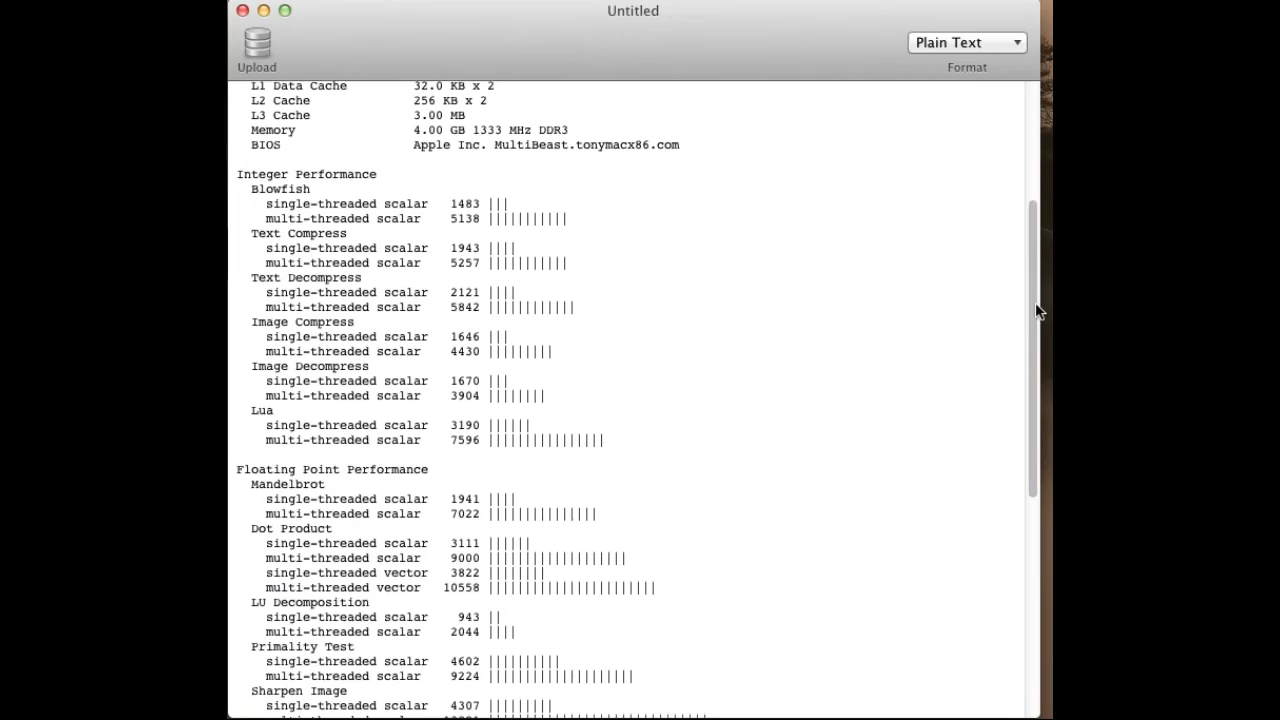 Untitled
Upload
Plain Text
Format
L1 Data Cache 32.0 KB x 2
L2 Cache 256 KB x 2
L3 Cache 3.00 MB
Memory 4.00 GB 1333 MHz DDR3
BIOS Apple Inc. MultiBeast.tonymacx86.com
Integer Performance
Blowfish
single-threaded scalar 1483 |||
multi-threaded scalar 5138 |||||||||||
Text Compress
single-threaded scalar 1943 ||||
multi-threaded scalar 5257 |||||||||||
Text Decompress
single-threaded scalar 2121 ||||
multi-threaded scalar 5842 ||||||||||||
Image Compress
single-threaded scalar 1646 |||
multi-threaded scalar 4430 |||||||||
Image Decompress
single-threaded scalar 1670 |||
multi-threaded scalar 3904 ||||||||
Lua
single-threaded scalar 3190 ||||||
multi-threaded scalar 7596 ||||||||||||||||
Floating Point Performance
Mandelbrot
single-threaded scalar 1941 ||||
multi-threaded scalar 7022 |||||||||||||||
Dot Product
single-threaded scalar 3111 ||||||
multi-threaded scalar 9000 |||||||||||||||||||
single-threaded vector 3822 ||||||||
multi-threaded vector 10558 |||||||||||||||||||||||
LU Decomposition
single-threaded scalar 943 ||
multi-threaded scalar 2044 ||||
Primality Test
single-threaded scalar 4602 ||||||||||
multi-threaded scalar 9224 ||||||||||||||||||||
Sharpen Image
single-threaded scalar 4307 |||||||||